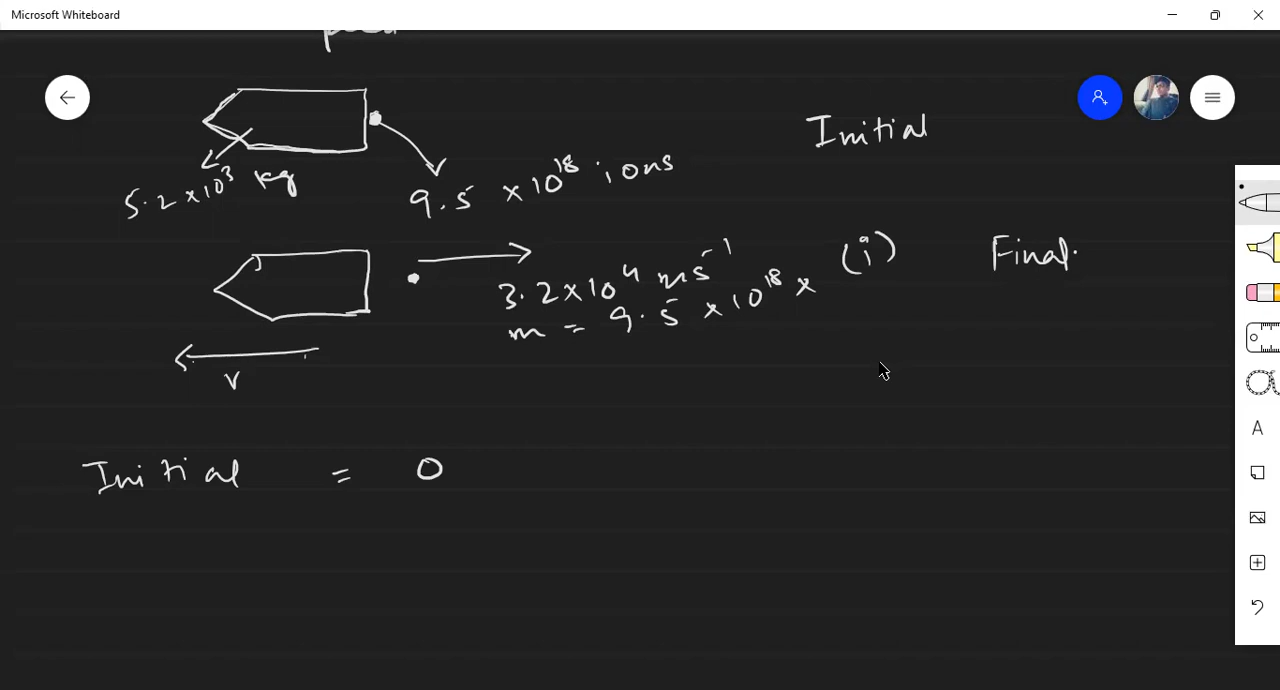 Microsoft Whiteboard
Initial
5.2 × 10³ kg
9.5 × 10¹⁸ ions
3.2 × 10⁴ ms⁻¹
m = 9.5 × 10¹⁸ × (i)
Final.
v
Initial = 0
A